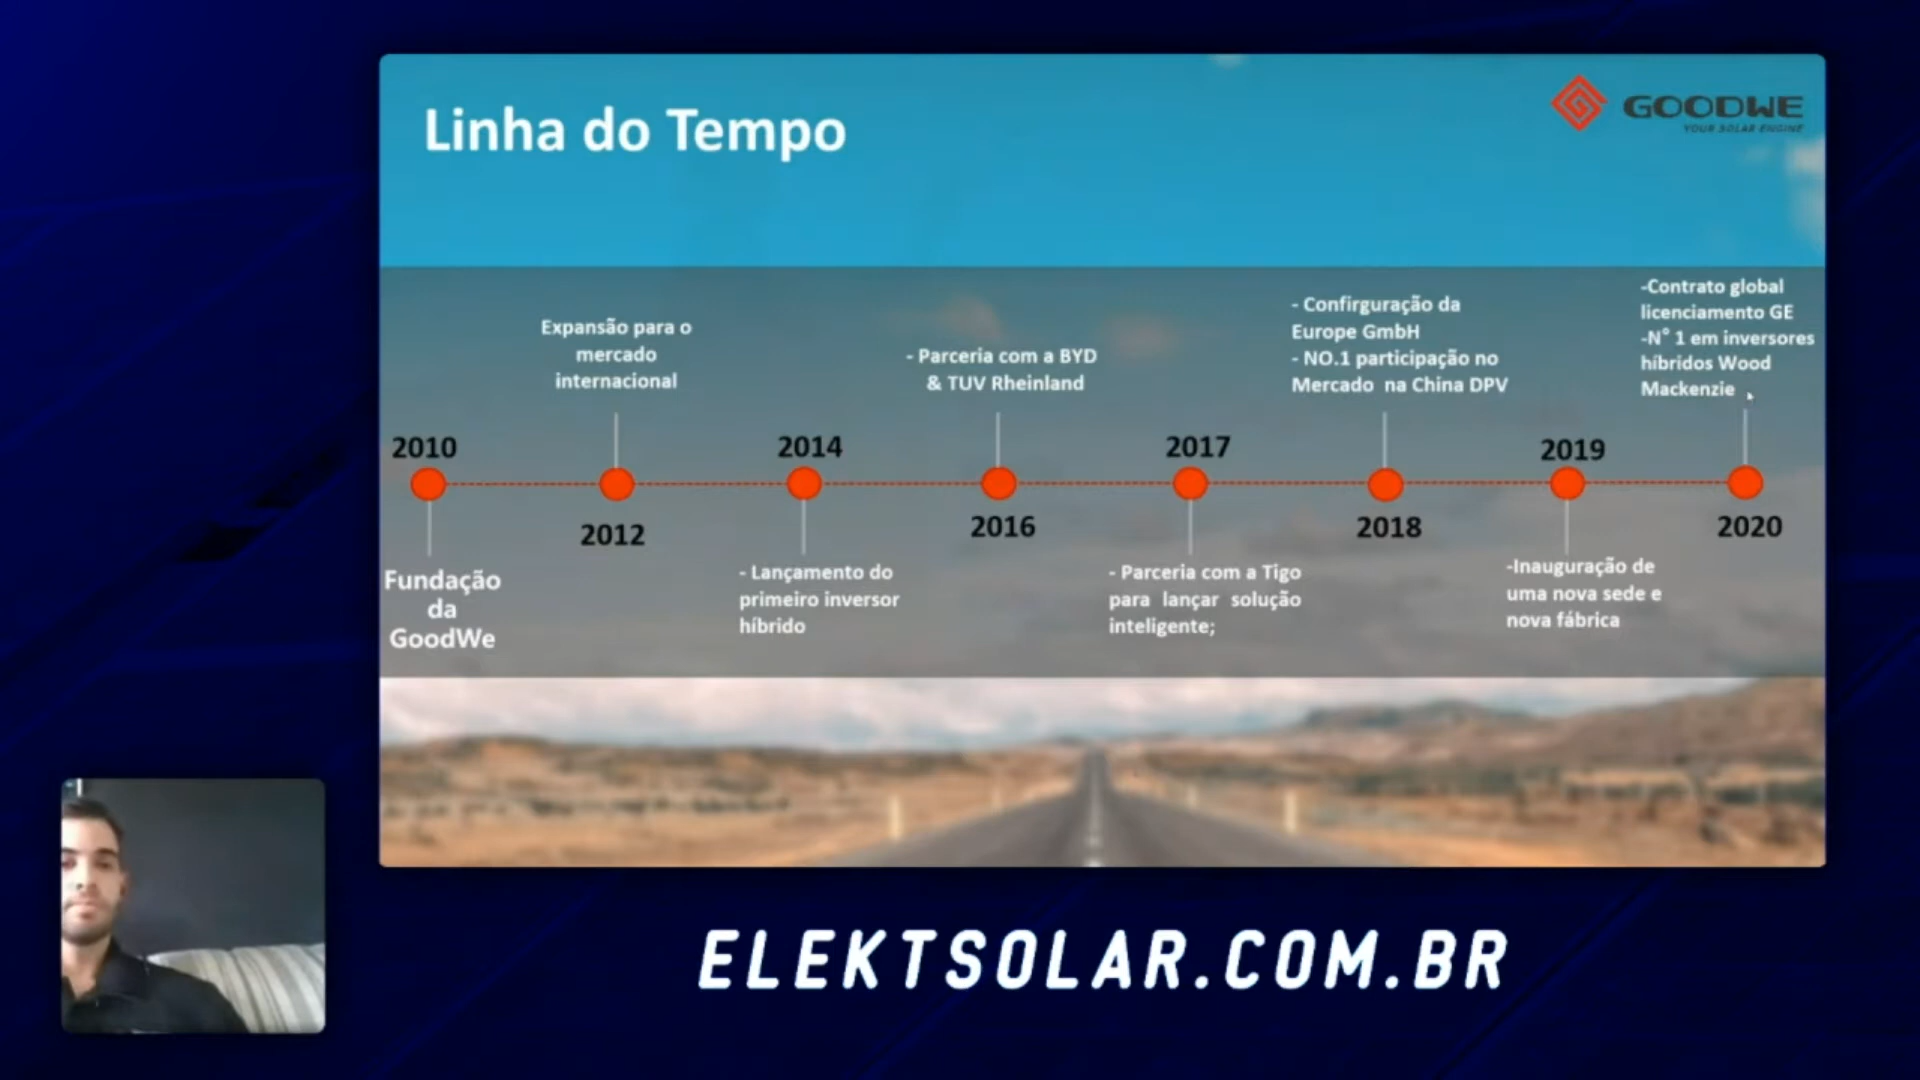 Linha do Tempo
GOODWE
YOUR SOLAR ENGINE
2010
Fundação
da
GoodWe
Expansão para o
mercado
internacional
2012
2014
- Lançamento do
primeiro inversor
híbrido
- Parceria com a BYD
& TUV Rheinland
2016
2017
- Parceria com a Tigo
para lançar solução
inteligente;
- Confirguração da
Europe GmbH
- NO.1 participação no
Mercado na China DPV
2018
2019
-Inauguração de
uma nova sede e
nova fábrica
-Contrato global
licenciamento GE
-N° 1 em inversores
híbridos Wood
Mackenzie
2020
ELEKTSOLAR.COM.BR